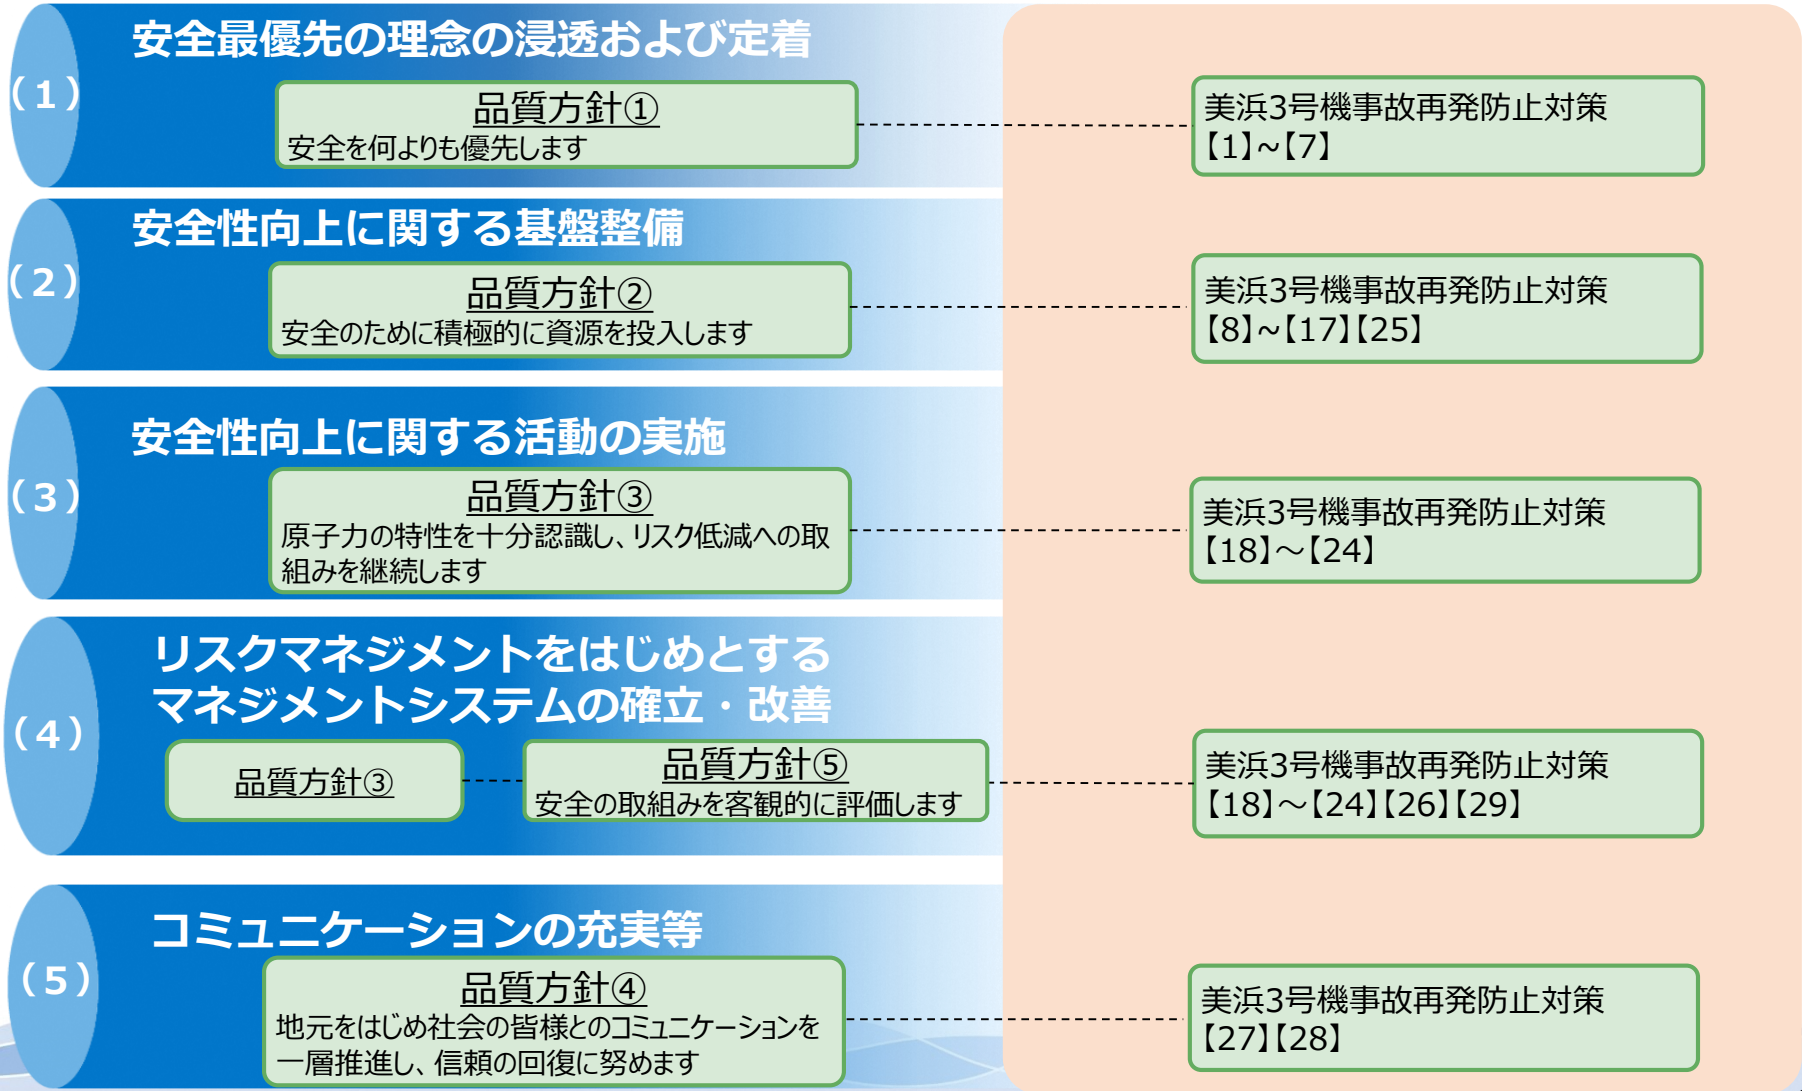 (1)
安全最優先の理念の浸透および定着
品質方針①
安全を何よりも優先します
美浜3号機事故再発防止対策
【1】~【7】
(2)
安全性向上に関する基盤整備
品質方針②
安全のために積極的に資源を投入します
美浜3号機事故再発防止対策
【8】~【17】【25】
(3)
安全性向上に関する活動の実施
品質方針③
原子力の特性を十分認識し、リスク低減への取
組みを継続します
美浜3号機事故再発防止対策
【18】～【24】
(4)
リスクマネジメントをはじめとする
マネジメントシステムの確立・改善
品質方針③
品質方針⑤
安全の取組みを客観的に評価します
美浜3号機事故再発防止対策
【18】～【24】【26】【29】
(5)
コミュニケーションの充実等
品質方針④
地元をはじめ社会の皆様とのコミュニケーションを
一層推進し、信頼の回復に努めます
美浜3号機事故再発防止対策
【27】【28】